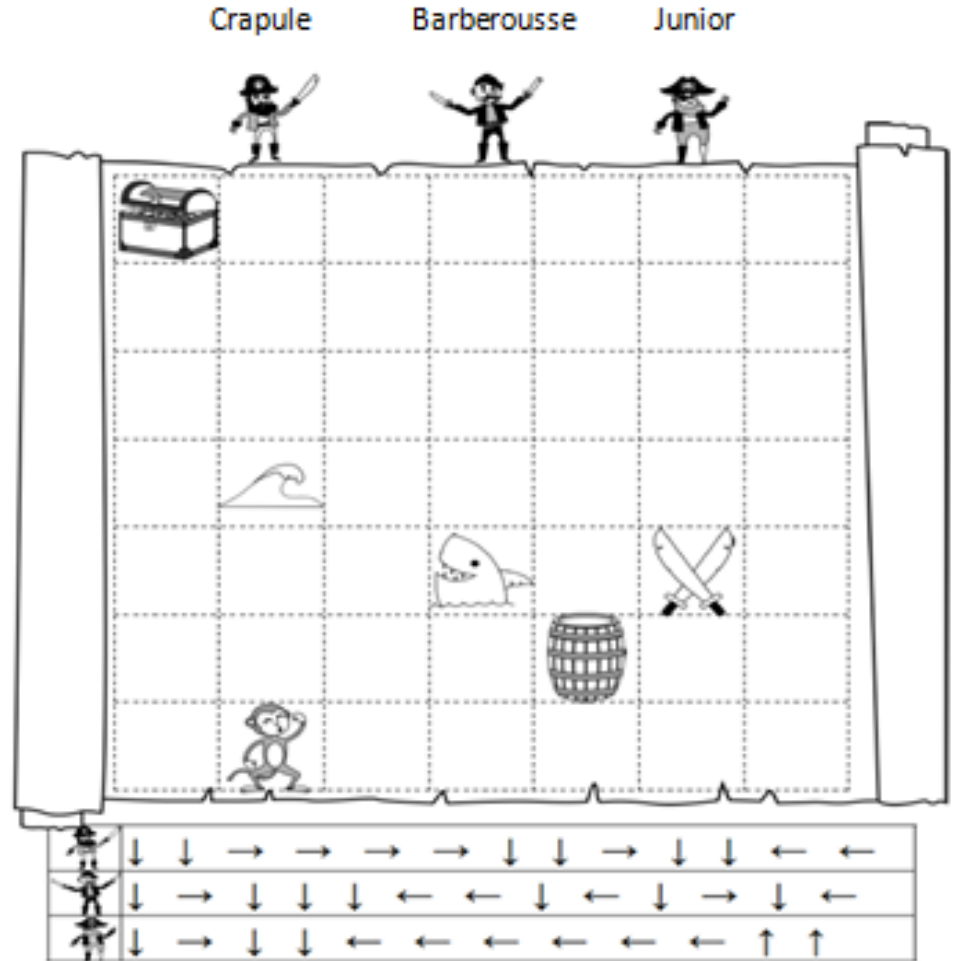 Crapule Barberousse Junior
↓ ↓ → → → → ↓ ↓ → ↓ ↓ ← ←
↓ → ↓ ↓ ↓ ← ← ↓ ← ↓ → ↓ ←
↓ → ↓ ↓ ← ← ← ← ← ← ↑ ↑